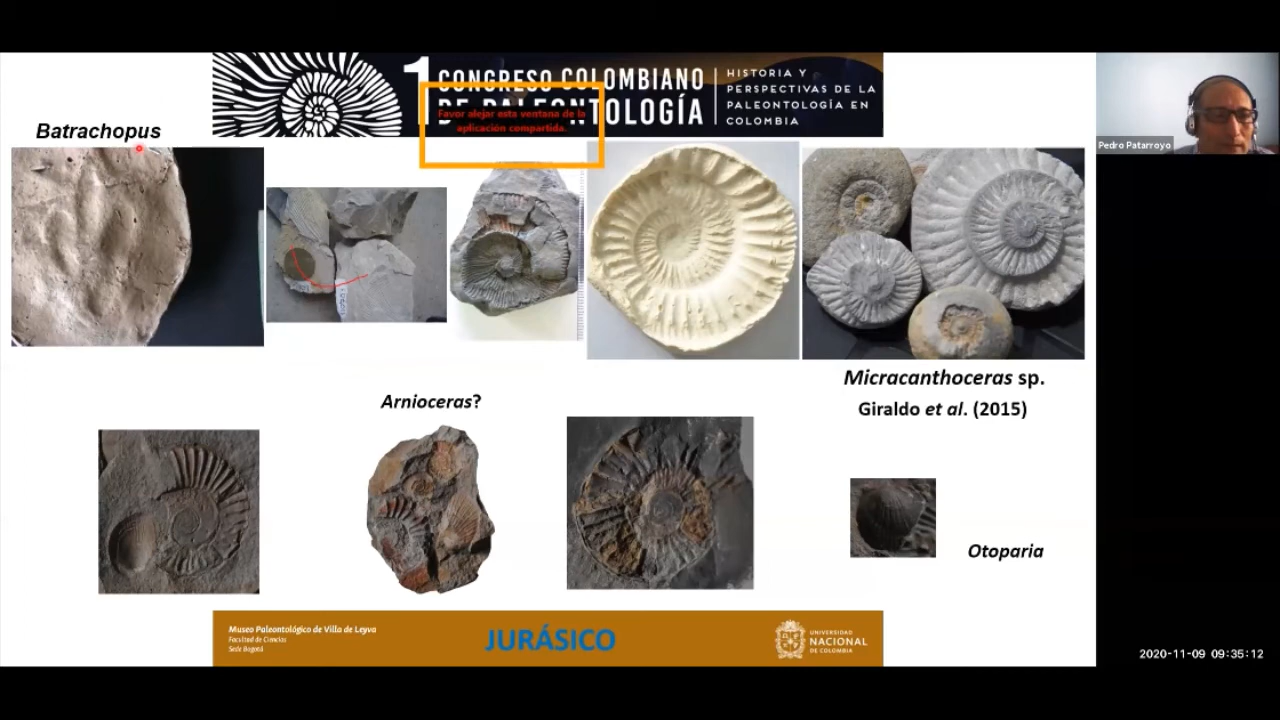 1 CONGRESO COLOMBIANO
DE PALEONTOLOGÍA
HISTORIA Y
PERSPECTIVAS DE LA
PALEONTOLOGÍA EN
COLOMBIA
Favor alejar esta ventana de la
aplicación compartida.
Pedro Patarroyo
Batrachopus
Micracanthoceras sp.
Giraldo et al. (2015)
Arnioceras?
Otoparia
Museo Paleontológico de Villa de Leyva
Facultad de Ciencias
Sede Bogotá
JURÁSICO
UNIVERSIDAD
NACIONAL
DE COLOMBIA
2020-11-09 09:35:12